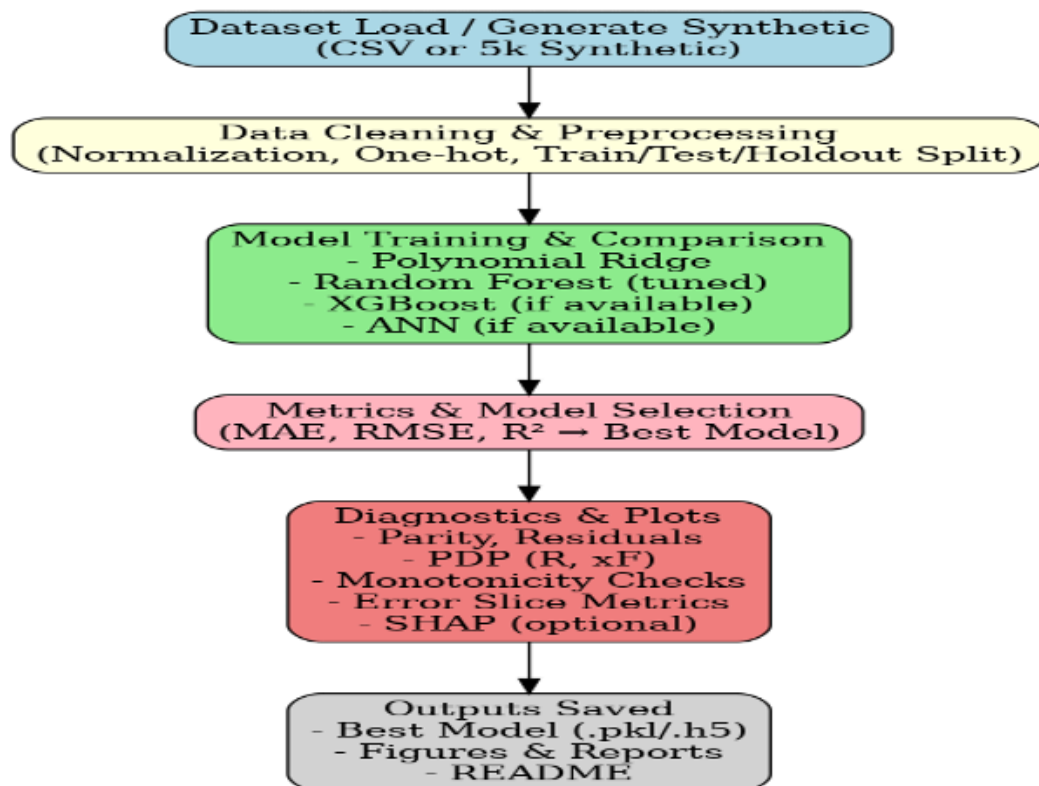 Dataset Load / Generate Synthetic
(CSV or 5k Synthetic)
Data Cleaning & Preprocessing
(Normalization, One-hot, Train/Test/Holdout Split)
Model Training & Comparison
- Polynomial Ridge
- Random Forest (tuned)
- XGBoost (if available)
- ANN (if available)
Metrics & Model Selection
(MAE, RMSE, R² → Best Model)
Diagnostics & Plots
- Parity, Residuals
- PDP (R, xF)
- Monotonicity Checks
- Error Slice Metrics
- SHAP (optional)
Outputs Saved
- Best Model (.pkl/.h5)
- Figures & Reports
- README